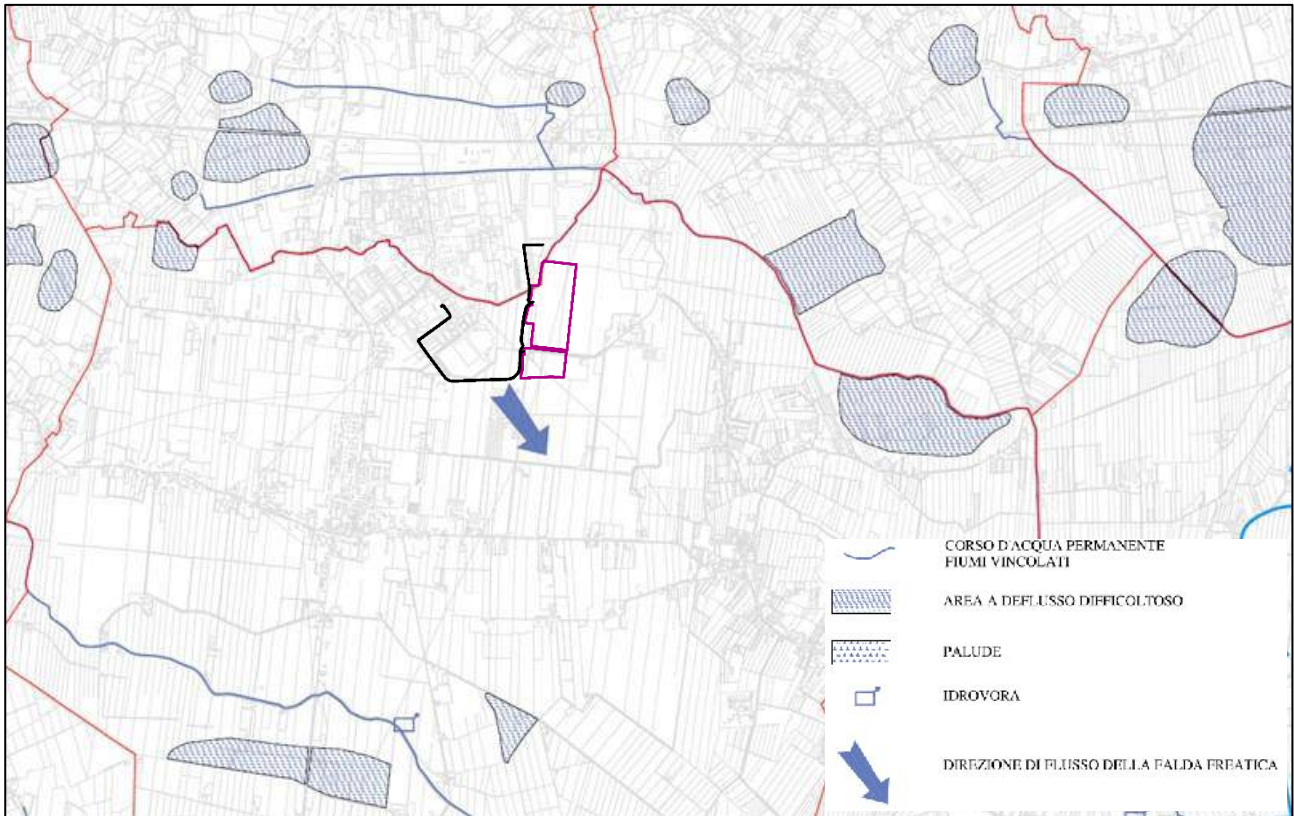 CORSO D'ACQUA PERMANENTE
FIUMI VINCOLATI
AREA A DEFLUSSO DIFFICOLTOSO
PALUDE
IDROVORA
DIREZIONE DI FLUSSO DELLA FALDA FREATICA